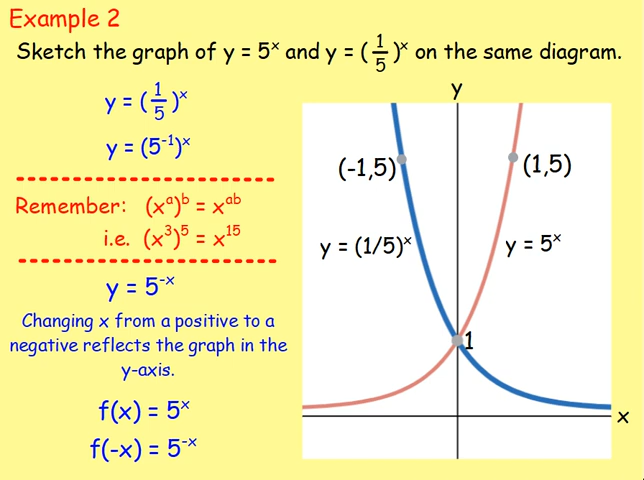 Example 2
Sketch the graph of y = 5ˣ and y = (1/5)ˣ on the same diagram.
y = (1/5)ˣ
y = (5⁻¹)ˣ
Remember: (xᵃ)ᵇ = xᵃᵇ
i.e. (x³)⁵ = x¹⁵
y = 5⁻ˣ
Changing x from a positive to a
negative reflects the graph in the
y-axis.
f(x) = 5ˣ
f(-x) = 5⁻ˣ
y
(-1,5)
(1,5)
y = (1/5)ˣ
y = 5ˣ
1
x